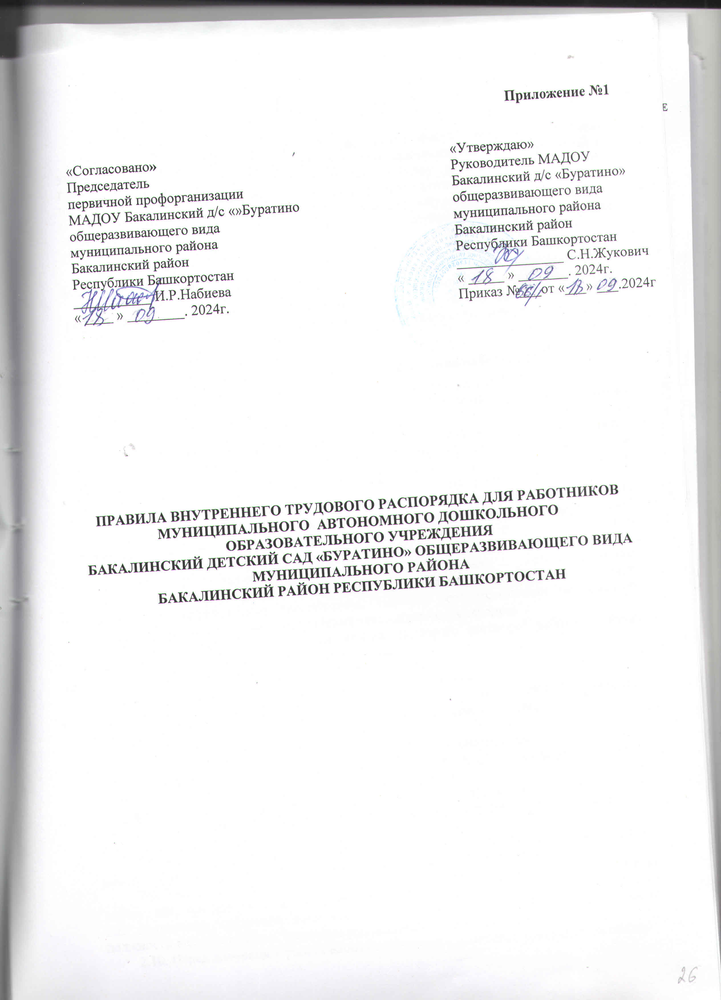 Приложение №1
Е
«Согласовано»
Председатель
первичной профорганизации
МАДОУ Бакалинский д/с «»Буратино
общеразвивающего вида
муниципального района
Бакалинский район
Республики Башкортостан
И.Р.Набиева
« 18 » 09 . 2024г.
«Утверждаю»
Руководитель МАДОУ
Бакалинский д/с «Буратино»
общеразвивающего вида
муниципального района
Бакалинский район
Республики Башкортостан
С.Н.Жукович
« 18 » 09 . 2024г.
Приказ № от «18» 09.2024г
ПРАВИЛА ВНУТРЕННЕГО ТРУДОВОГО РАСПОРЯДКА ДЛЯ РАБОТНИКОВ
МУНИЦИПАЛЬНОГО АВТОНОМНОГО ДОШКОЛЬНОГО
ОБРАЗОВАТЕЛЬНОГО УЧРЕЖДЕНИЯ
БАКАЛИНСКИЙ ДЕТСКИЙ САД «БУРАТИНО» ОБЩЕРАЗВИВАЮЩЕГО ВИДА
МУНИЦИПАЛЬНОГО РАЙОНА
БАКАЛИНСКИЙ РАЙОН РЕСПУБЛИКИ БАШКОРТОСТАН
26